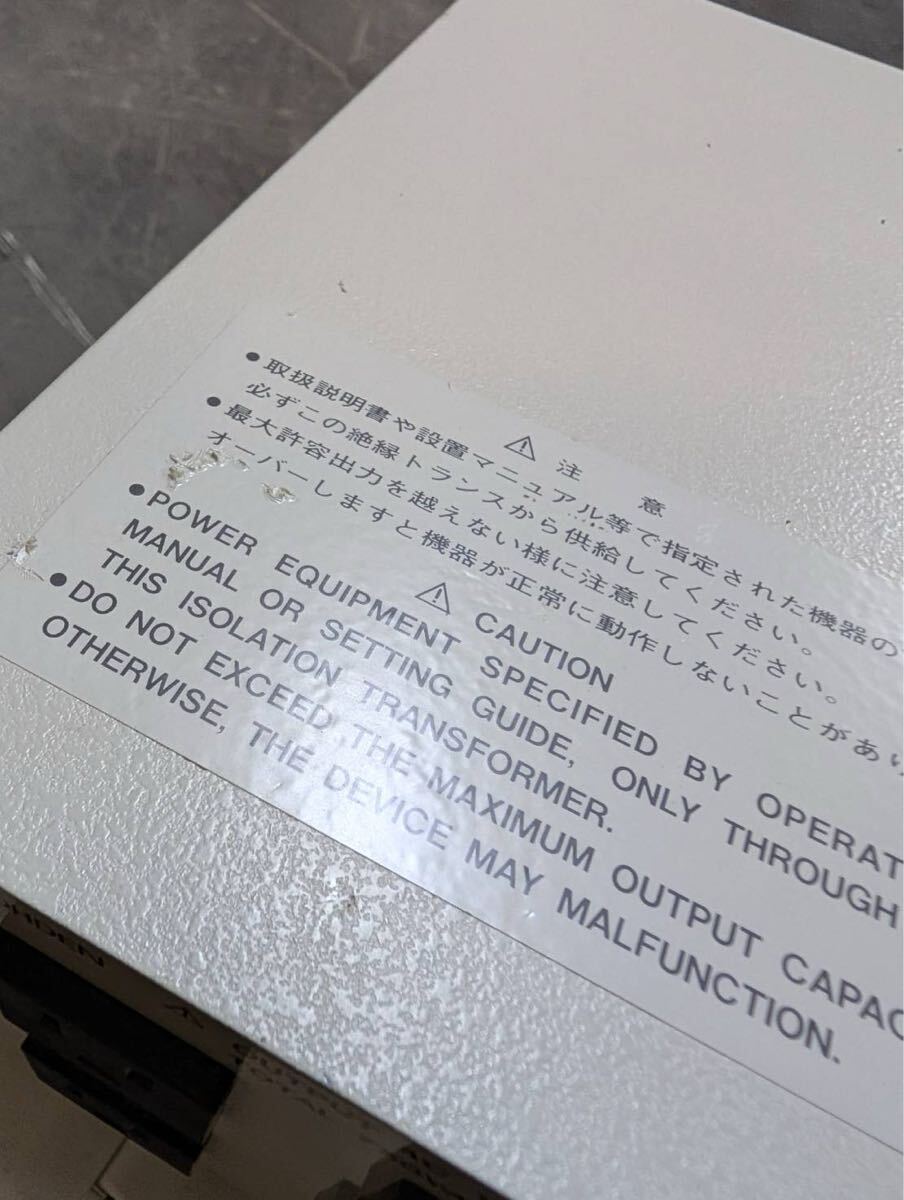 ⚠ 注 意
● 取扱説明書や設置マニュアル等で指定された機器の
必ずこの絶縁トランスから供給してください。
● 最大許容出力を越えない様に注意してください。
オーバーしますと機器が正常に動作しないことがあり
⚠ CAUTION
● POWER EQUIPMENT SPECIFIED BY OPERAT
MANUAL OR SETTING GUIDE, ONLY THROUGH
THIS ISOLATION TRANSFORMER.
● DO NOT EXCEED THE MAXIMUM OUTPUT CAPAC
OTHERWISE, THE DEVICE MAY MALFUNCTION.
OHDEN